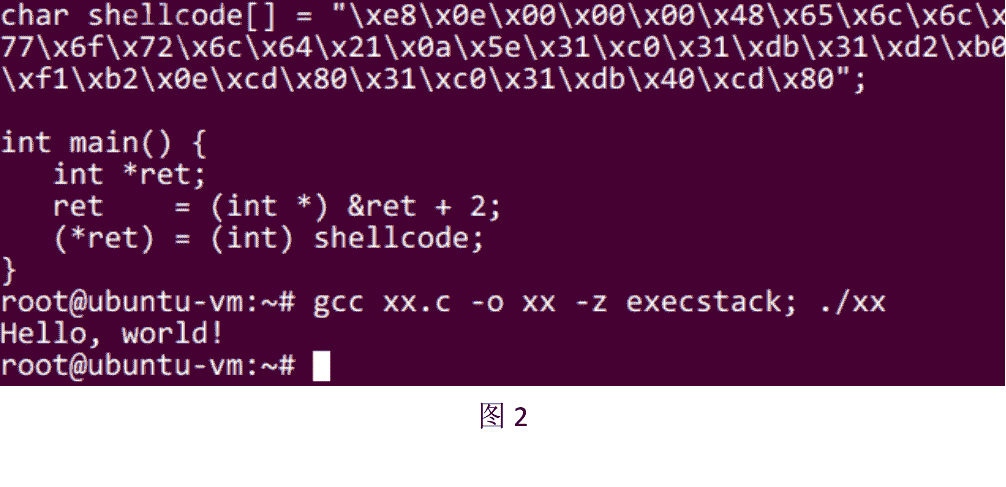 char shellcode[] = "\xe8\x0e\x00\x00\x00\x48\x65\x6c\x6c\x
77\x6f\x72\x6c\x64\x21\x0a\x5e\x31\xc0\x31\xdb\x31\xd2\xb0
\xf1\xb2\x0e\xcd\x80\x31\xc0\x31\xdb\x40\xcd\x80";
int main() {
   int *ret;
   ret    = (int *) &ret + 2;
   (*ret) = (int) shellcode;
}
root@ubuntu-vm:~# gcc xx.c -o xx -z execstack; ./xx
Hello, world!
root@ubuntu-vm:~#
图 2